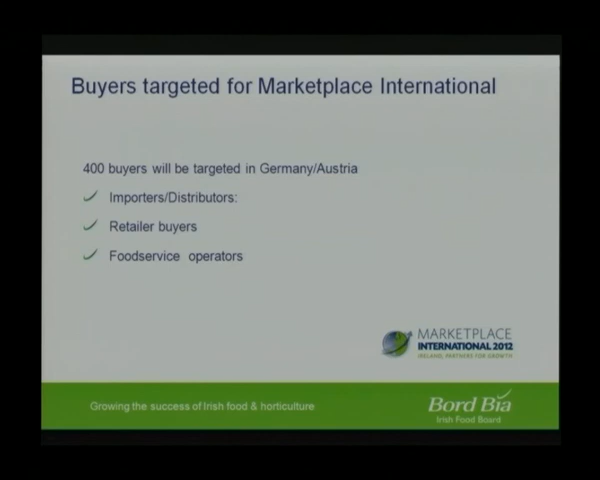 Buyers targeted for Marketplace International
400 buyers will be targeted in Germany/Austria
Importers/Distributors:
Retailer buyers
Foodservice operators
MARKETPLACE
INTERNATIONAL 2012
IRELAND, PARTNERS FOR GROWTH
Growing the success of Irish food & horticulture
Bord Bia
Irish Food Board